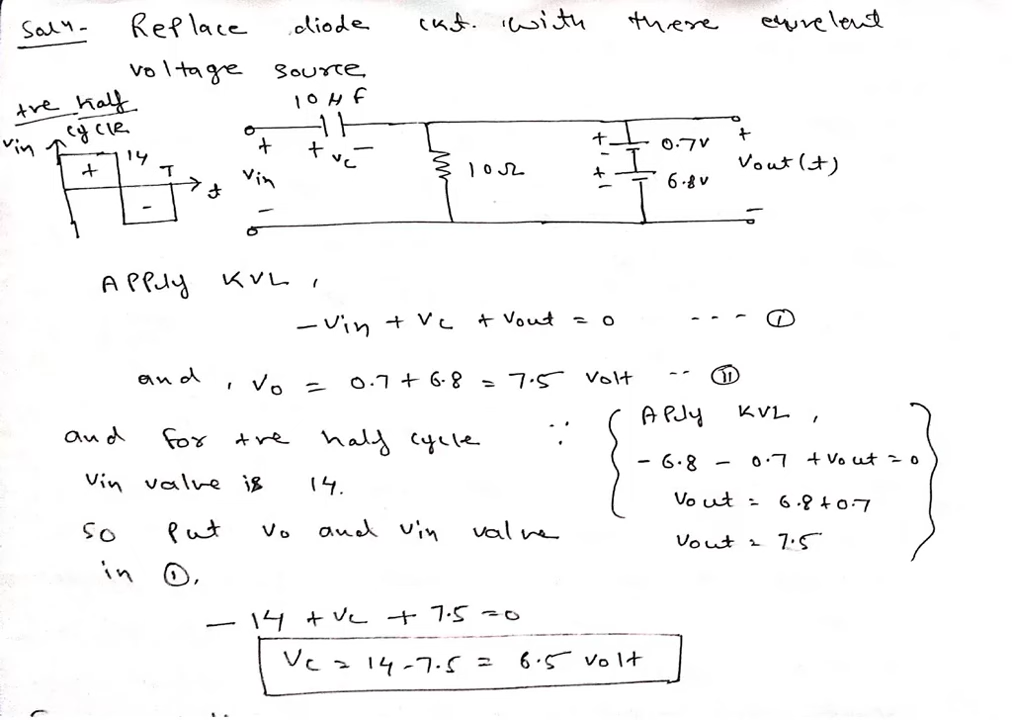 Soln- Replace diode ckt. with there equvelent
voltage source
+ve half
cycle
Vin
14
+
T
t
-
10 μf
+ Vc -
+
Vin
-
10Ω
+
-
0.7v
+
-
6.8v
+
Vout(t)
-
Apply KVL,
-Vin + Vc + Vout = 0 ---- ①
and, Vo = 0.7 + 6.8 = 7.5 Volt -- ⑪
and for +ve half cycle
Vin value is 14.
so put Vo and Vin value
in ①,
∵ Aply KVL,
- 6.8 - 0.7 + Vout = 0
Vout = 6.8 + 0.7
Vout = 7.5
- 14 + Vc + 7.5 = 0
Vc = 14 - 7.5 = 6.5 volt